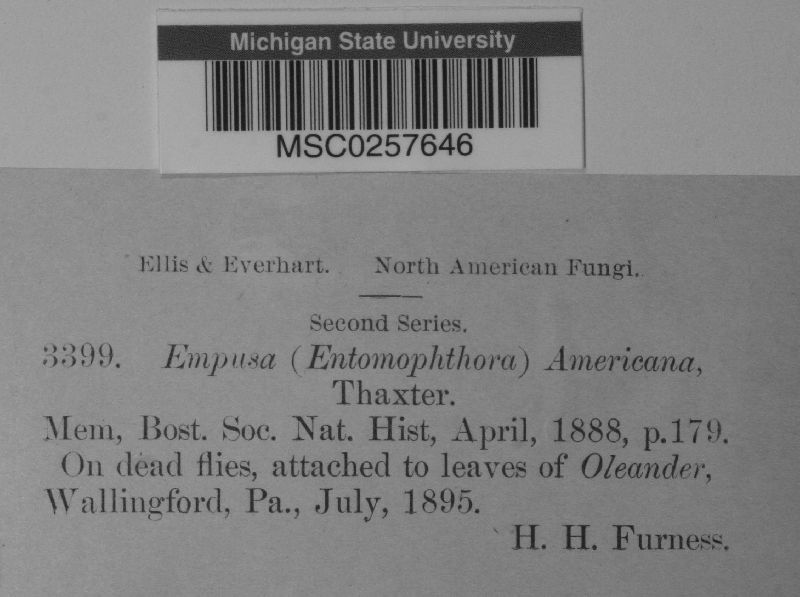 Michigan State University
MSC0257646
Ellis & Everhart. North American Fungi.
Second Series.
3399. Empusa (Entomophthora) Americana,
Thaxter.
Mem, Bost. Soc. Nat. Hist, April, 1888, p.179.
On dead flies, attached to leaves of Oleander,
Wallingford, Pa., July, 1895.
H. H. Furness.